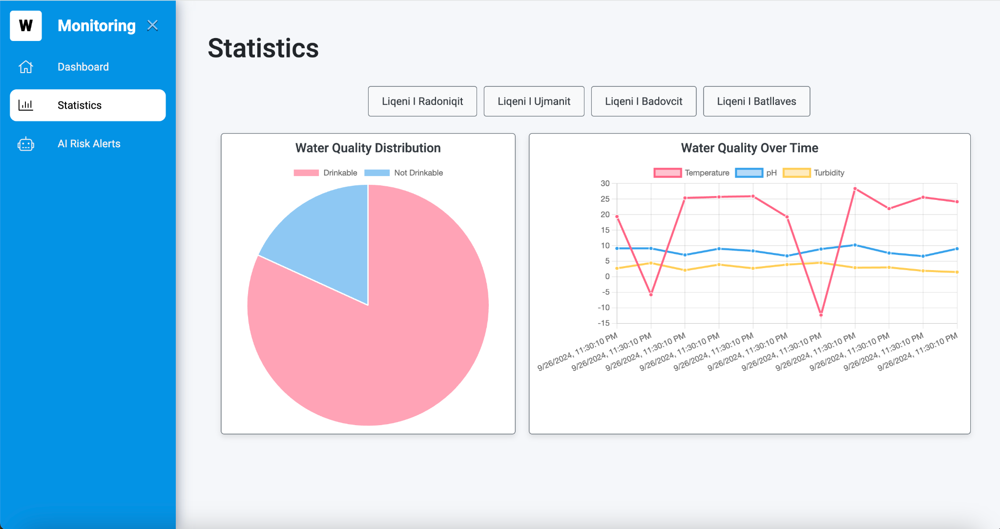 W Monitoring
Dashboard
Statistics
AI Risk Alerts
Statistics
Liqeni I Radoniqit Liqeni I Ujmanit Liqeni I Badovcit Liqeni I Batllaves
Water Quality Distribution
Drinkable Not Drinkable
Water Quality Over Time
Temperature pH Turbidity
30
25
20
15
10
5
0
-5
-10
-15
9/26/2024, 11:30:10 PM
9/26/2024, 11:30:10 PM
9/26/2024, 11:30:10 PM
9/26/2024, 11:30:10 PM
9/26/2024, 11:30:10 PM
9/26/2024, 11:30:10 PM
9/26/2024, 11:30:10 PM
9/26/2024, 11:30:10 PM
9/26/2024, 11:30:10 PM
9/26/2024, 11:30:10 PM
9/26/2024, 11:30:10 PM